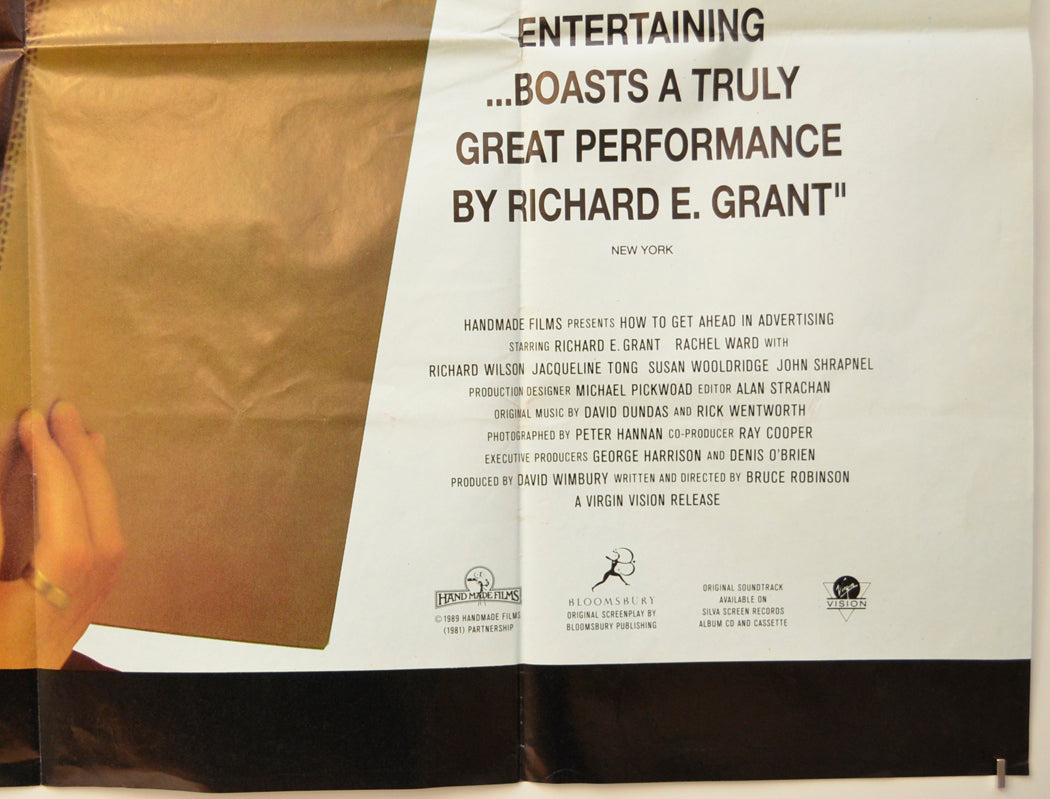 ENTERTAINING
...BOASTS A TRULY
GREAT PERFORMANCE
BY RICHARD E. GRANT"
NEW YORK
HANDMADE FILMS PRESENTS HOW TO GET AHEAD IN ADVERTISING
STARRING RICHARD E. GRANT RACHEL WARD WITH
RICHARD WILSON JACQUELINE TONG SUSAN WOOLDRIDGE JOHN SHRAPNEL
PRODUCTION DESIGNER MICHAEL PICKWOAD EDITOR ALAN STRACHAN
ORIGINAL MUSIC BY DAVID DUNDAS AND RICK WENTWORTH
PHOTOGRAPHED BY PETER HANNAN CO-PRODUCER RAY COOPER
EXECUTIVE PRODUCERS GEORGE HARRISON AND DENIS O'BRIEN
PRODUCED BY DAVID WIMBURY WRITTEN AND DIRECTED BY BRUCE ROBINSON
A VIRGIN VISION RELEASE
HAND MADE FILMS
© 1989 HANDMADE FILMS
(1981) PARTNERSHIP
BLOOMSBURY
ORIGINAL SCREENPLAY BY
BLOOMSBURY PUBLISHING
ORIGINAL SOUNDTRACK
AVAILABLE ON
SILVA SCREEN RECORDS
ALBUM CD AND CASSETTE
Virgin
VISION